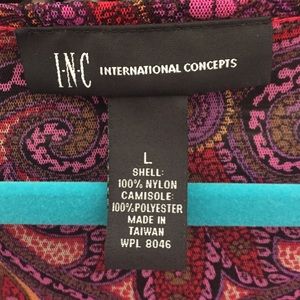 I·N·C INTERNATIONAL CONCEPTS
L
SHELL:
100% NYLON
CAMISOLE:
100%POLYESTER
MADE IN
TAIWAN
WPL 8046